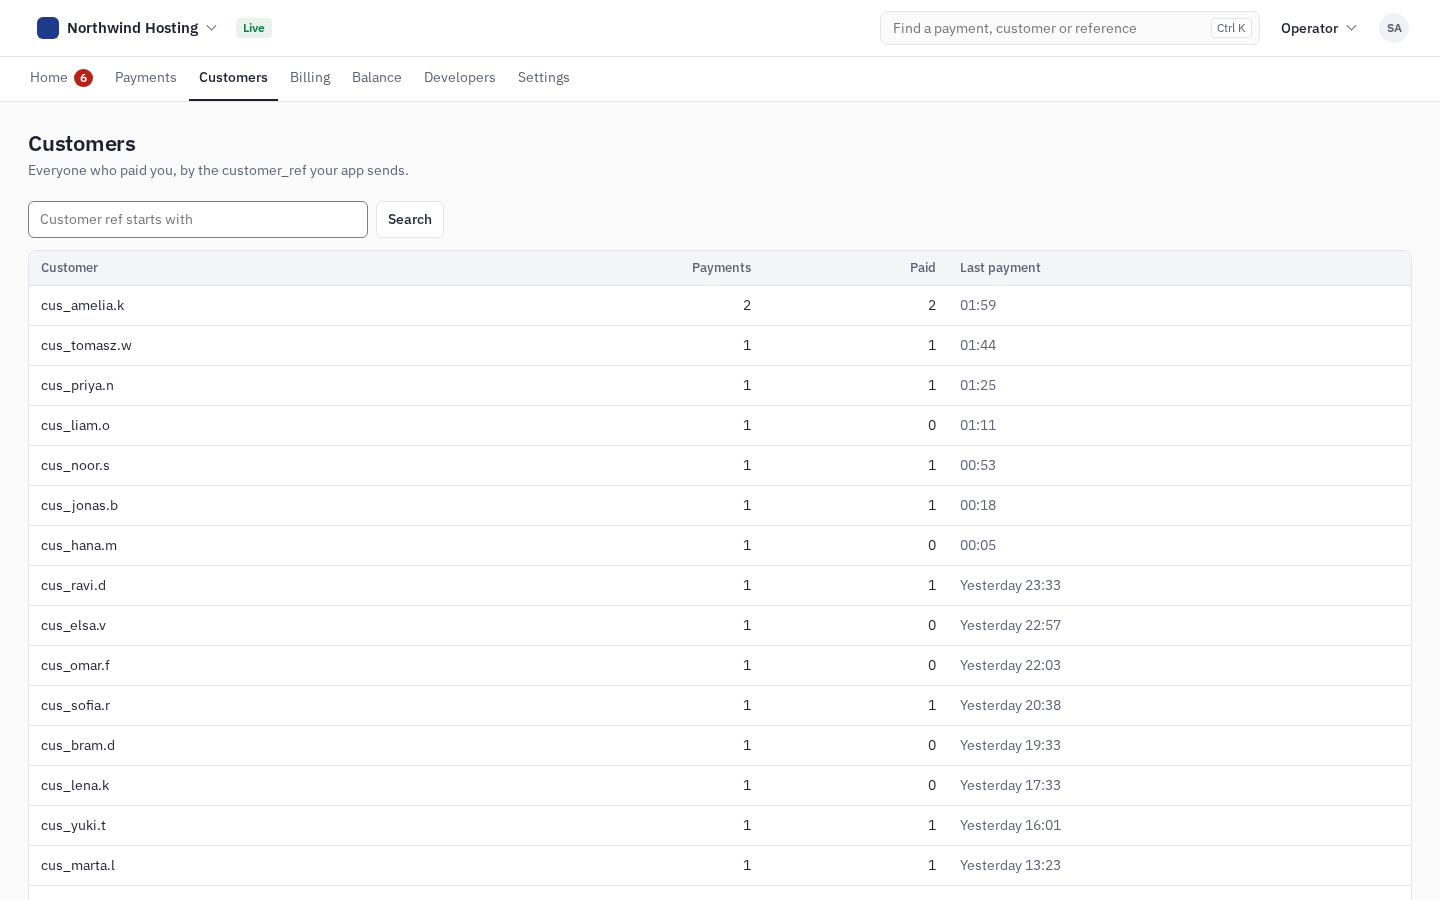 Northwind Hosting Live Find a payment, customer or reference Ctrl K Operator SA
Home 6 Payments Customers Billing Balance Developers Settings
Customers
Everyone who paid you, by the customer_ref your app sends.
Customer ref starts with Search
Customer Payments Paid Last payment
cus_amelia.k 2 2 01:59
cus_tomasz.w 1 1 01:44
cus_priya.n 1 1 01:25
cus_liam.o 1 0 01:11
cus_noor.s 1 1 00:53
cus_jonas.b 1 1 00:18
cus_hana.m 1 0 00:05
cus_ravi.d 1 1 Yesterday 23:33
cus_elsa.v 1 0 Yesterday 22:57
cus_omar.f 1 0 Yesterday 22:03
cus_sofia.r 1 1 Yesterday 20:38
cus_bram.d 1 0 Yesterday 19:33
cus_lena.k 1 0 Yesterday 17:33
cus_yuki.t 1 1 Yesterday 16:01
cus_marta.l 1 1 Yesterday 13:23